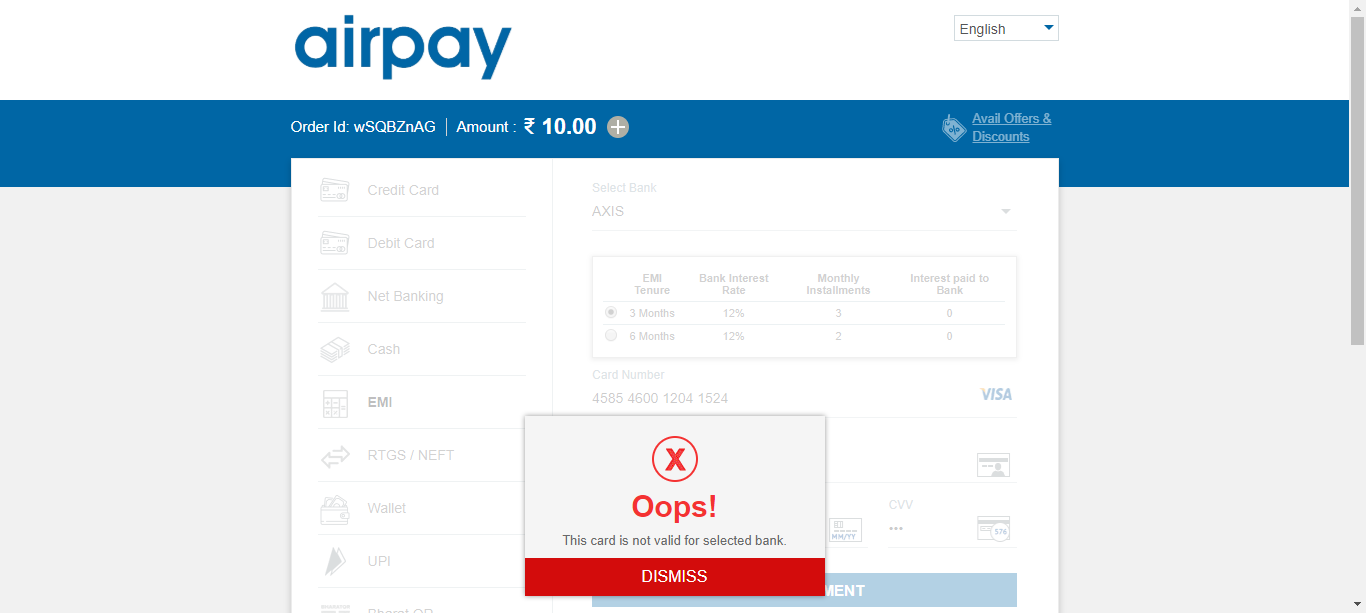 airpay
English
Order Id: wSQBZnAG
Amount : ₹ 10.00
Avail Offers &
Discounts
Credit Card
Debit Card
Net Banking
Cash
EMI
RTGS / NEFT
Wallet
UPI
Bharat QR
Select Bank
AXIS
EMI Bank Interest Monthly Interest paid to
Tenure Rate Installments Bank
3 Months 12% 3 0
6 Months 12% 2 0
Card Number
4585 4600 1204 1524
VISA
MM/YY
CVV
576
MENT
X
Oops!
This card is not valid for selected bank.
DISMISS